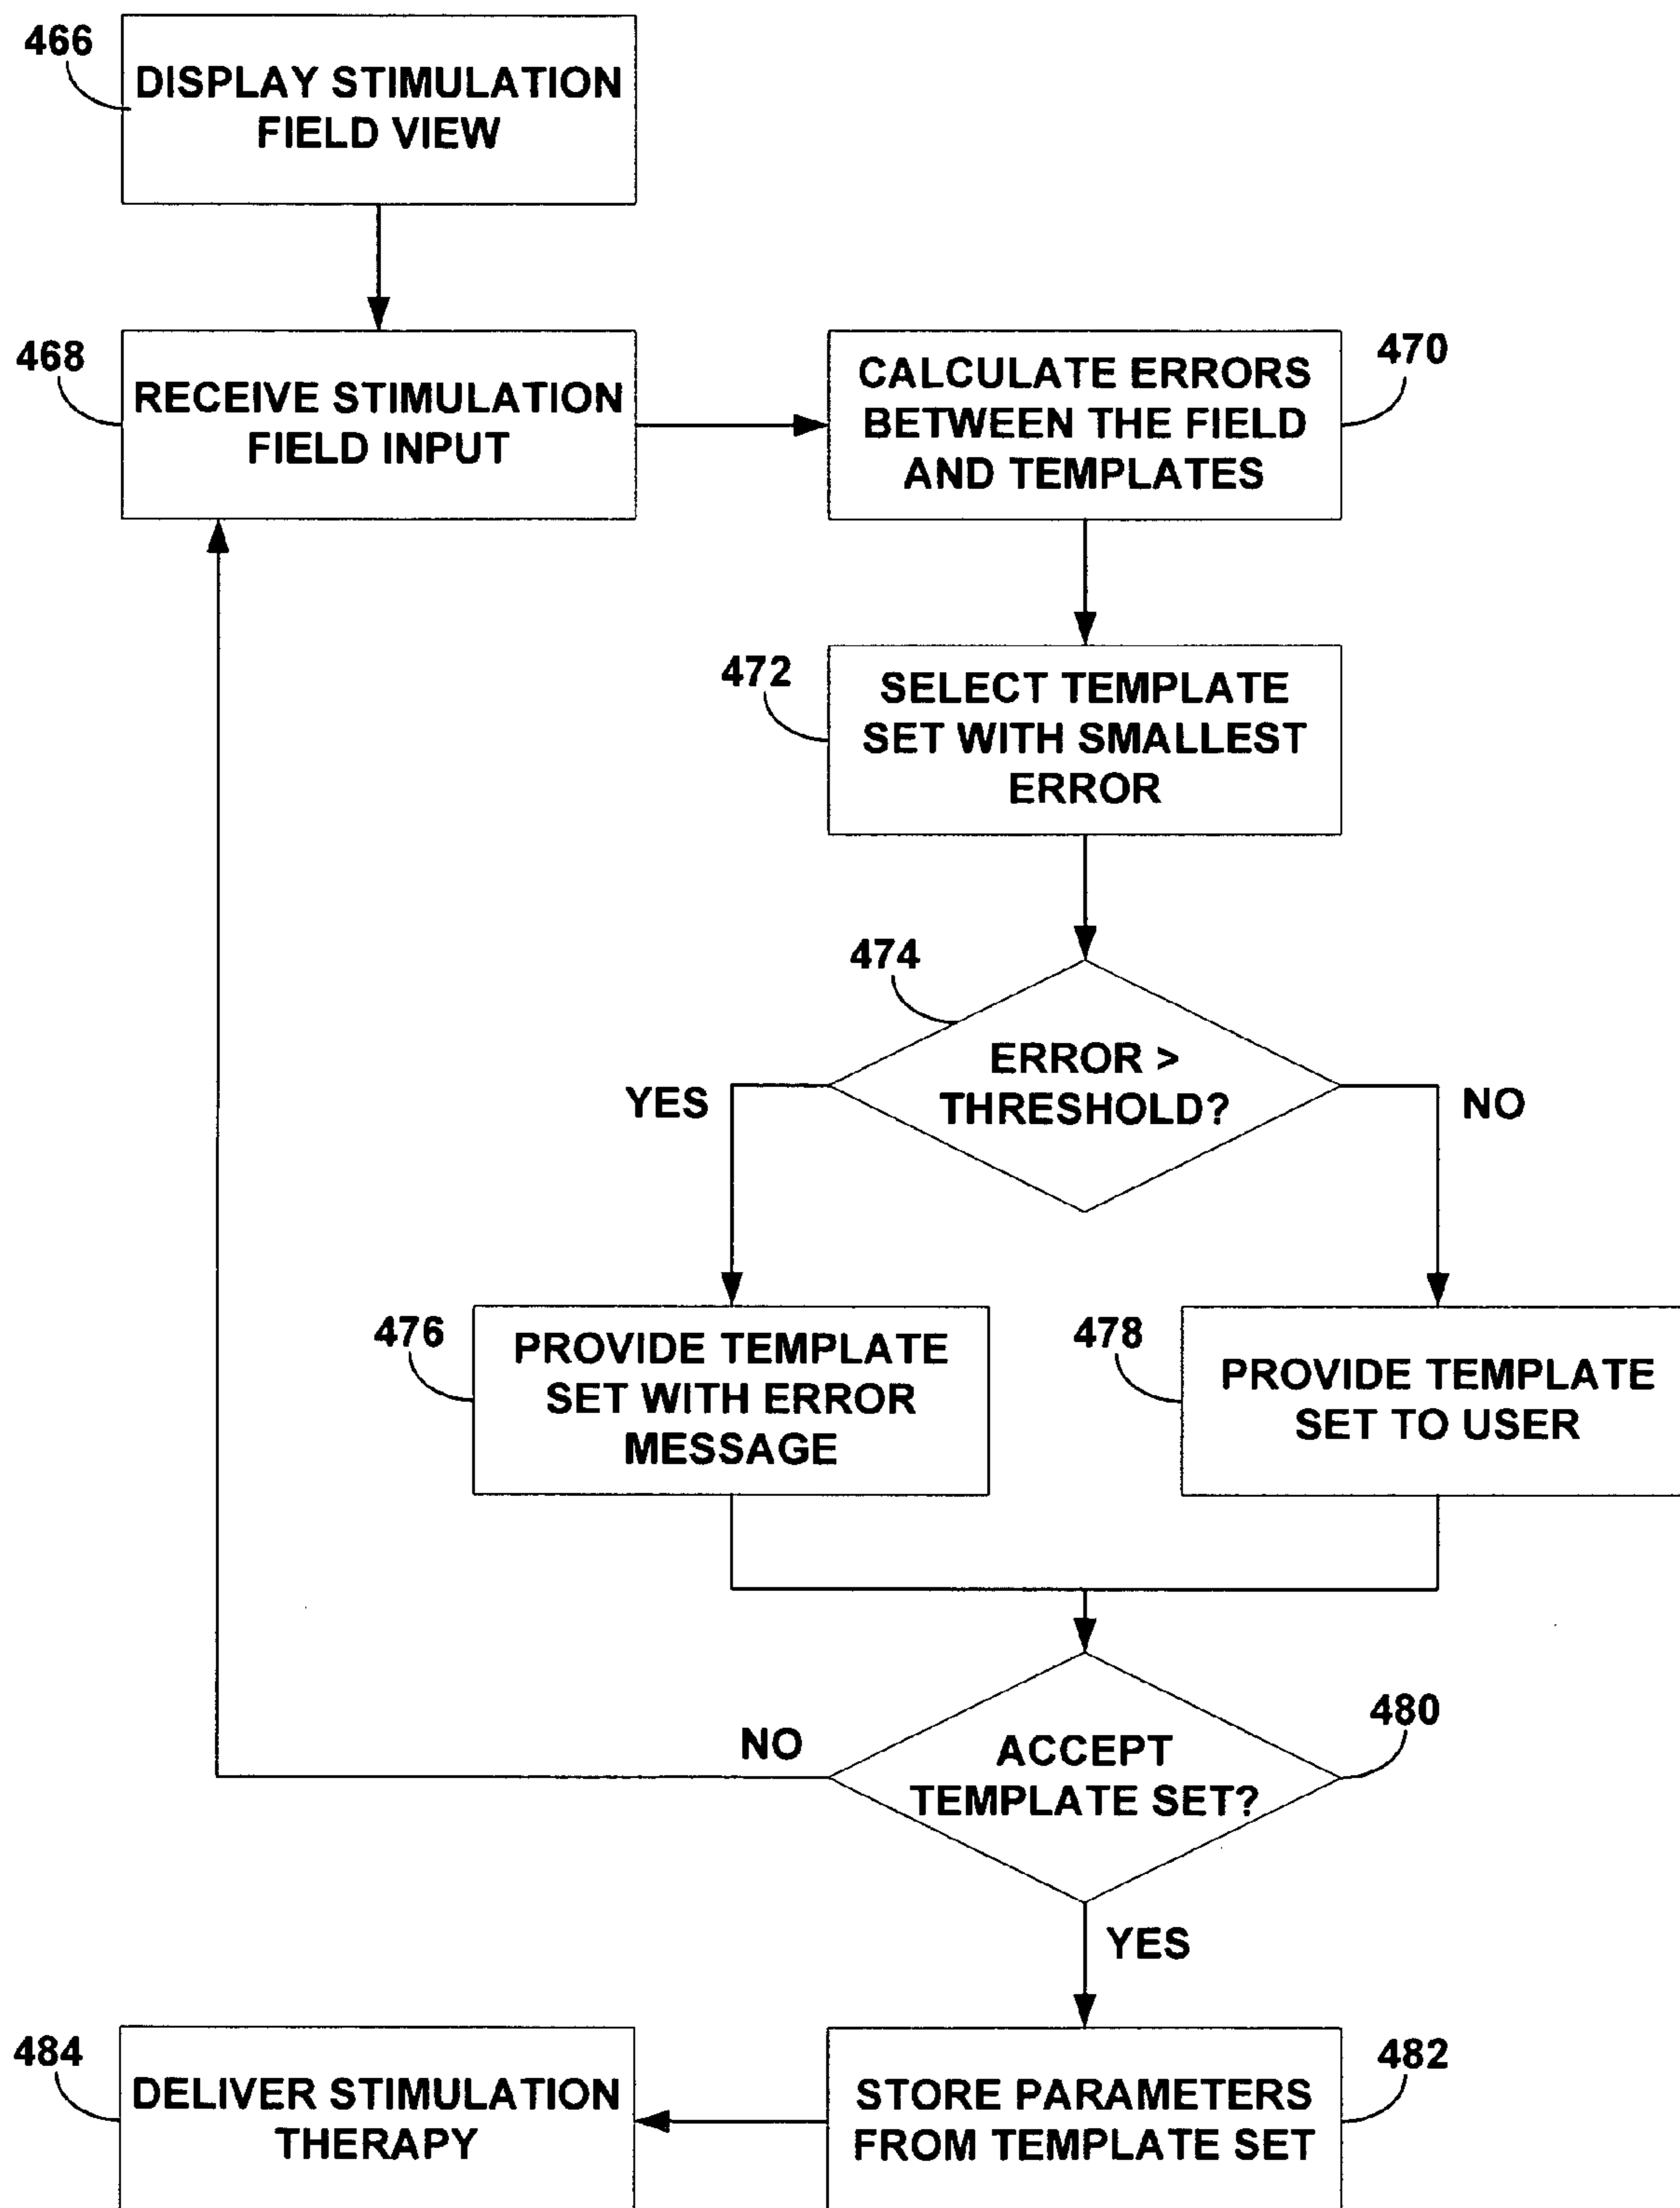 466
DISPLAY STIMULATION
FIELD VIEW
468
RECEIVE STIMULATION
FIELD INPUT
470
CALCULATE ERRORS
BETWEEN THE FIELD
AND TEMPLATES
472
SELECT TEMPLATE
SET WITH SMALLEST
ERROR
474
ERROR >
THRESHOLD?
YES
NO
476
PROVIDE TEMPLATE
SET WITH ERROR
MESSAGE
478
PROVIDE TEMPLATE
SET TO USER
480
ACCEPT
TEMPLATE SET?
NO
YES
482
STORE PARAMETERS
FROM TEMPLATE SET
484
DELIVER STIMULATION
THERAPY